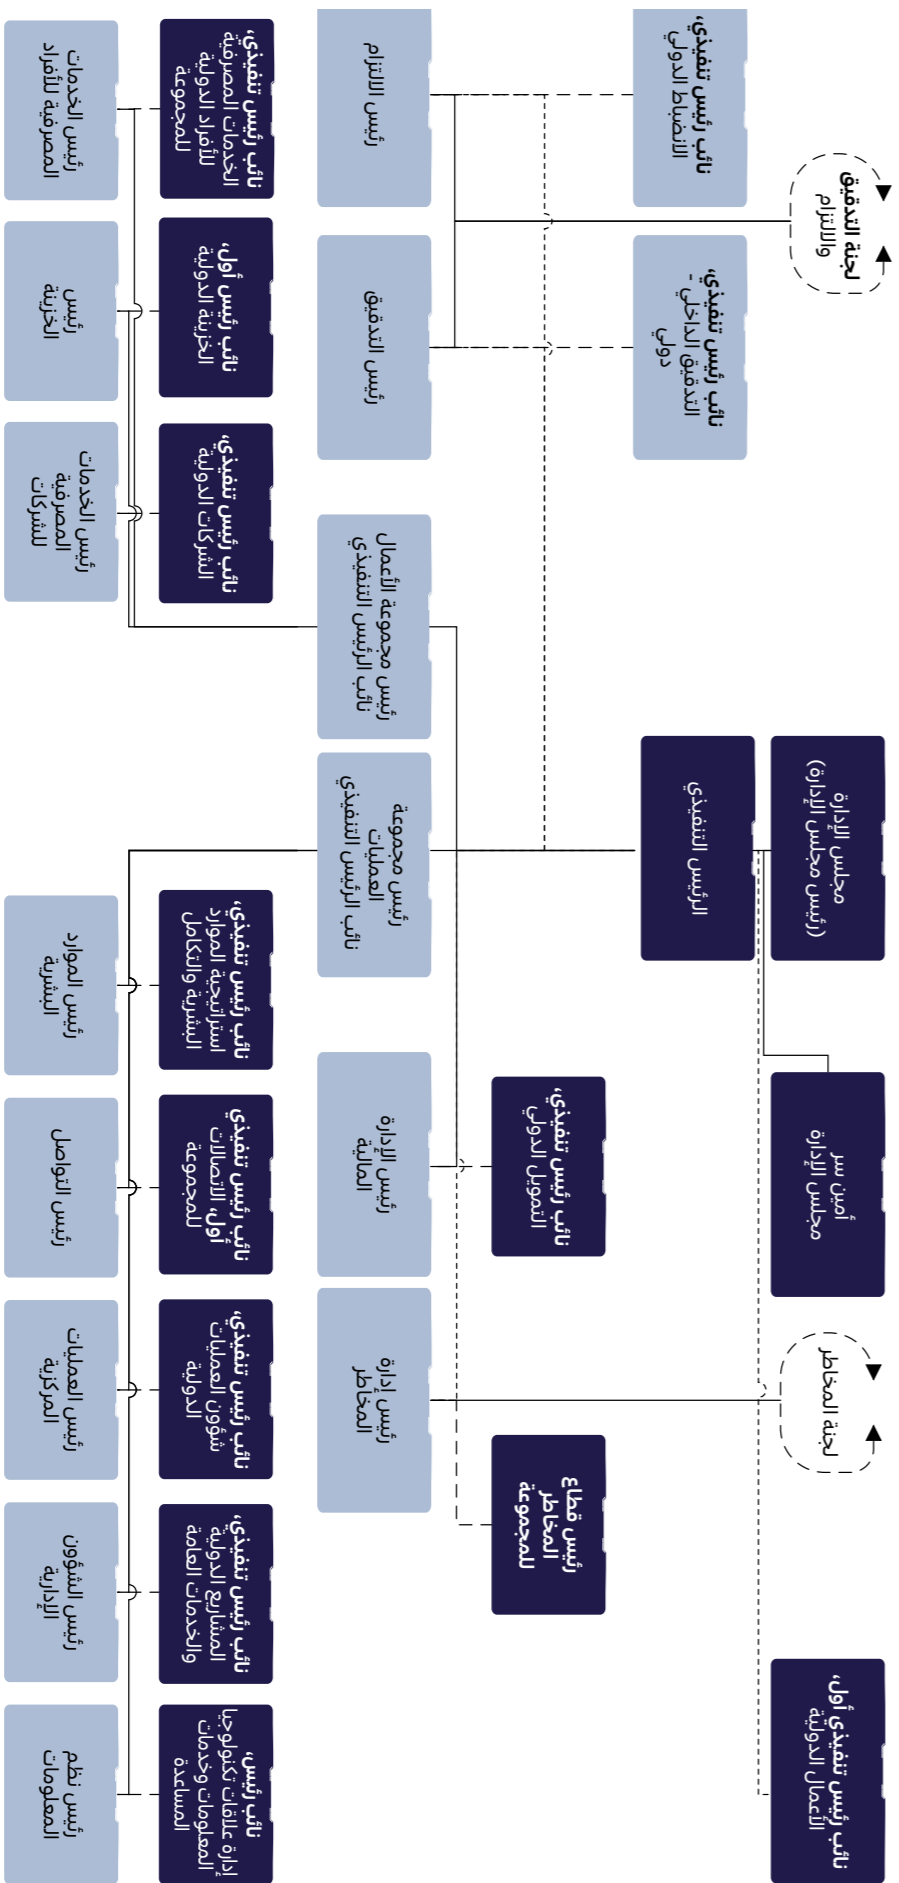 نائب رئيس تنفيذي أول،
الأعمال الدولية
لجنة المخاطر
أمين سر
مجلس الإدارة
مجلس الإدارة
(رئيس مجلس الإدارة)
لجنة التدقيق
والالتزام
الرئيس التنفيذي
نائب رئيس تنفيذي،
التدقيق الداخلي -
دولي
نائب رئيس تنفيذي،
الانضباط الدولي
رئيس قطاع
المخاطر
للمجموعة
نائب رئيس تنفيذي،
التمويل الدولي
رئيس إدارة
المخاطر
رئيس الإدارة
المالية
رئيس مجموعة
العمليات
نائب الرئيس التنفيذي
رئيس مجموعة الأعمال
نائب الرئيس التنفيذي
رئيس التدقيق
رئيس الالتزام
نائب رئيس،
إدارة علاقات تكنولوجيا
المعلومات وخدمات
المساعدة
نائب رئيس تنفيذي،
المشاريع الدولية
والخدمات العامة
نائب رئيس تنفيذي،
شؤون العمليات
الدولية
نائب رئيس تنفيذي
أول، الاتصالات
للمجموعة
نائب رئيس تنفيذي،
استراتيجية الموارد
البشرية والتكامل
نائب رئيس تنفيذي،
الشركات الدولية
نائب رئيس أول،
الخزينة الدولية
نائب رئيس تنفيذي،
الخدمات المصرفية
للأفراد الدولية
للمجموعة
رئيس نظم
المعلومات
رئيس الشؤون
الإدارية
رئيس العمليات
المركزية
رئيس التواصل
رئيس الموارد
البشرية
رئيس الخدمات
المصرفية
للشركات
رئيس
الخزينة
رئيس الخدمات
المصرفية للأفراد